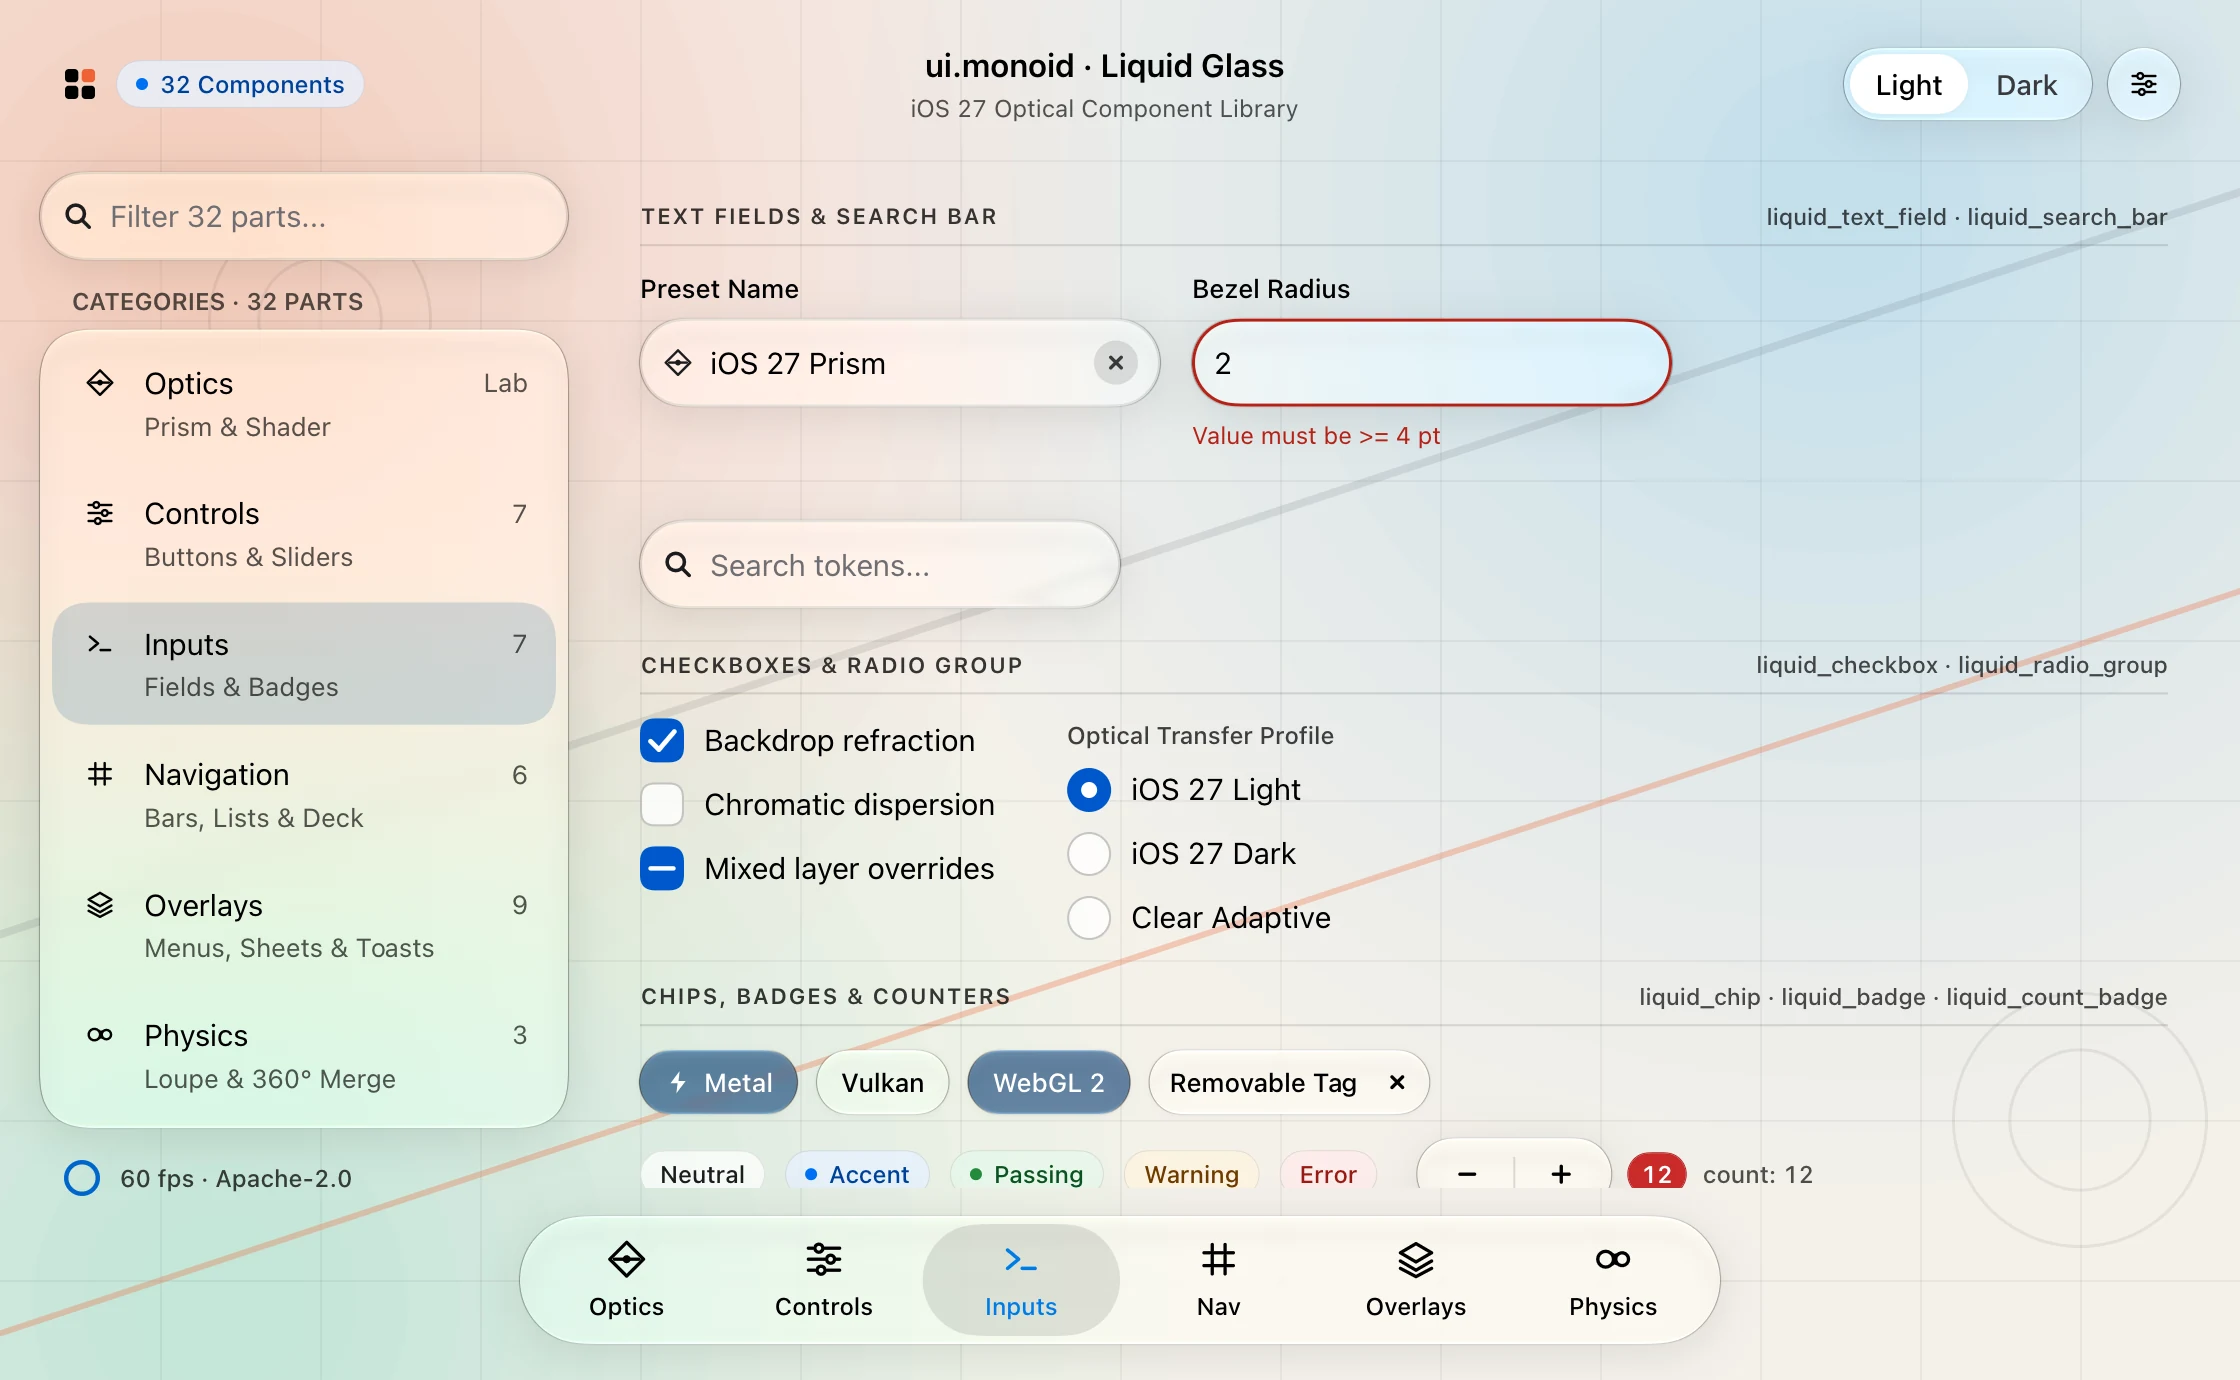 32 Components
ui.monoid · Liquid Glass
iOS 27 Optical Component Library
Light Dark
Filter 32 parts...
CATEGORIES · 32 PARTS
Optics Lab
Prism & Shader
Controls 7
Buttons & Sliders
Inputs 7
Fields & Badges
Navigation 6
Bars, Lists & Deck
Overlays 9
Menus, Sheets & Toasts
Physics 3
Loupe & 360° Merge
60 fps · Apache-2.0
TEXT FIELDS & SEARCH BAR liquid_text_field · liquid_search_bar
Preset Name Bezel Radius
iOS 27 Prism 2
Value must be >= 4 pt
Search tokens...
CHECKBOXES & RADIO GROUP liquid_checkbox · liquid_radio_group
Backdrop refraction
Chromatic dispersion
Mixed layer overrides
Optical Transfer Profile
iOS 27 Light
iOS 27 Dark
Clear Adaptive
CHIPS, BADGES & COUNTERS liquid_chip · liquid_badge · liquid_count_badge
Metal Vulkan WebGL 2 Removable Tag
Neutral Accent Passing Warning Error − + 12 count: 12
Optics Controls Inputs Nav Overlays Physics